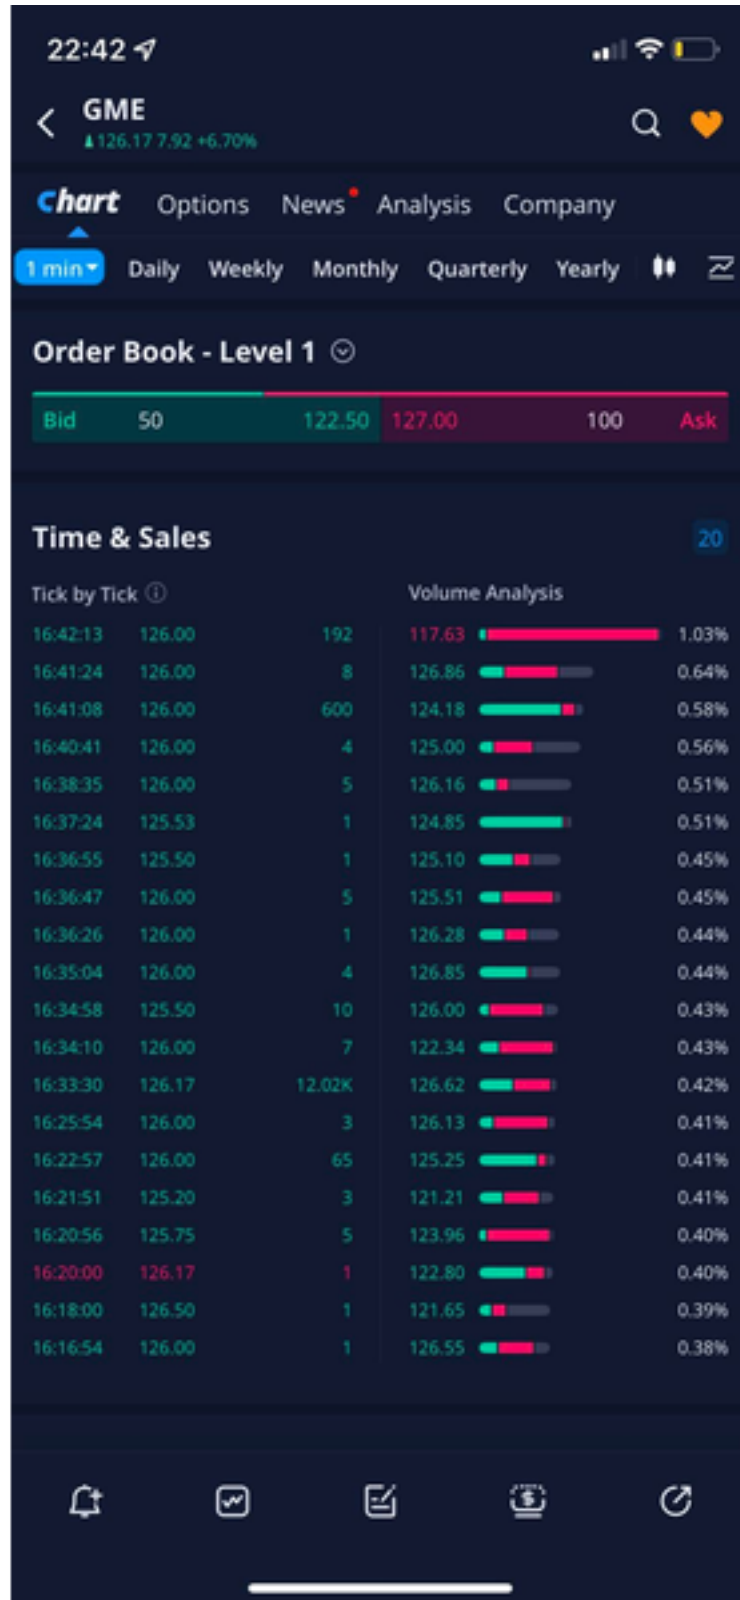 22:42
GME
126.17 7.92 +6.70%
Chart Options News Analysis Company
1 min Daily Weekly Monthly Quarterly Yearly
Order Book - Level 1
Bid 50 122.50 127.00 100 Ask
Time & Sales 20
Tick by Tick Volume Analysis
16:42:13 126.00 192 117.63 1.03%
16:41:24 126.00 8 126.86 0.64%
16:41:08 126.00 600 124.18 0.58%
16:40:41 126.00 4 125.00 0.56%
16:38:35 126.00 5 126.16 0.51%
16:37:24 125.53 1 124.85 0.51%
16:36:55 125.50 1 125.10 0.45%
16:36:47 126.00 5 125.51 0.45%
16:36:26 126.00 1 126.28 0.44%
16:35:04 126.00 4 126.85 0.44%
16:34:58 125.50 10 126.00 0.43%
16:34:10 126.00 7 122.34 0.43%
16:33:30 126.17 12.02K 126.62 0.42%
16:25:54 126.00 3 126.13 0.41%
16:22:57 126.00 65 125.25 0.41%
16:21:51 125.20 3 121.21 0.41%
16:20:56 125.75 5 123.96 0.40%
16:20:00 126.17 1 122.80 0.40%
16:18:00 126.50 1 121.65 0.39%
16:16:54 126.00 1 126.55 0.38%